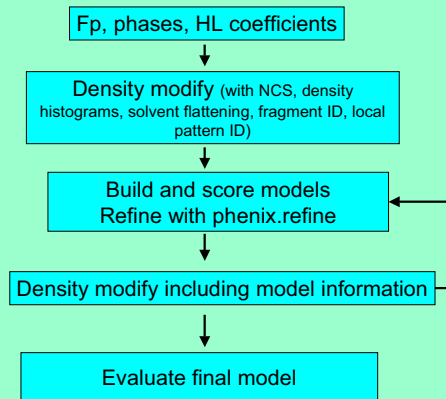 Fp, phases, HL coefficients
Density modify (with NCS, density
histograms, solvent flattening, fragment ID, local
pattern ID)
Build and score models
Refine with phenix.refine
Density modify including model information
Evaluate final model